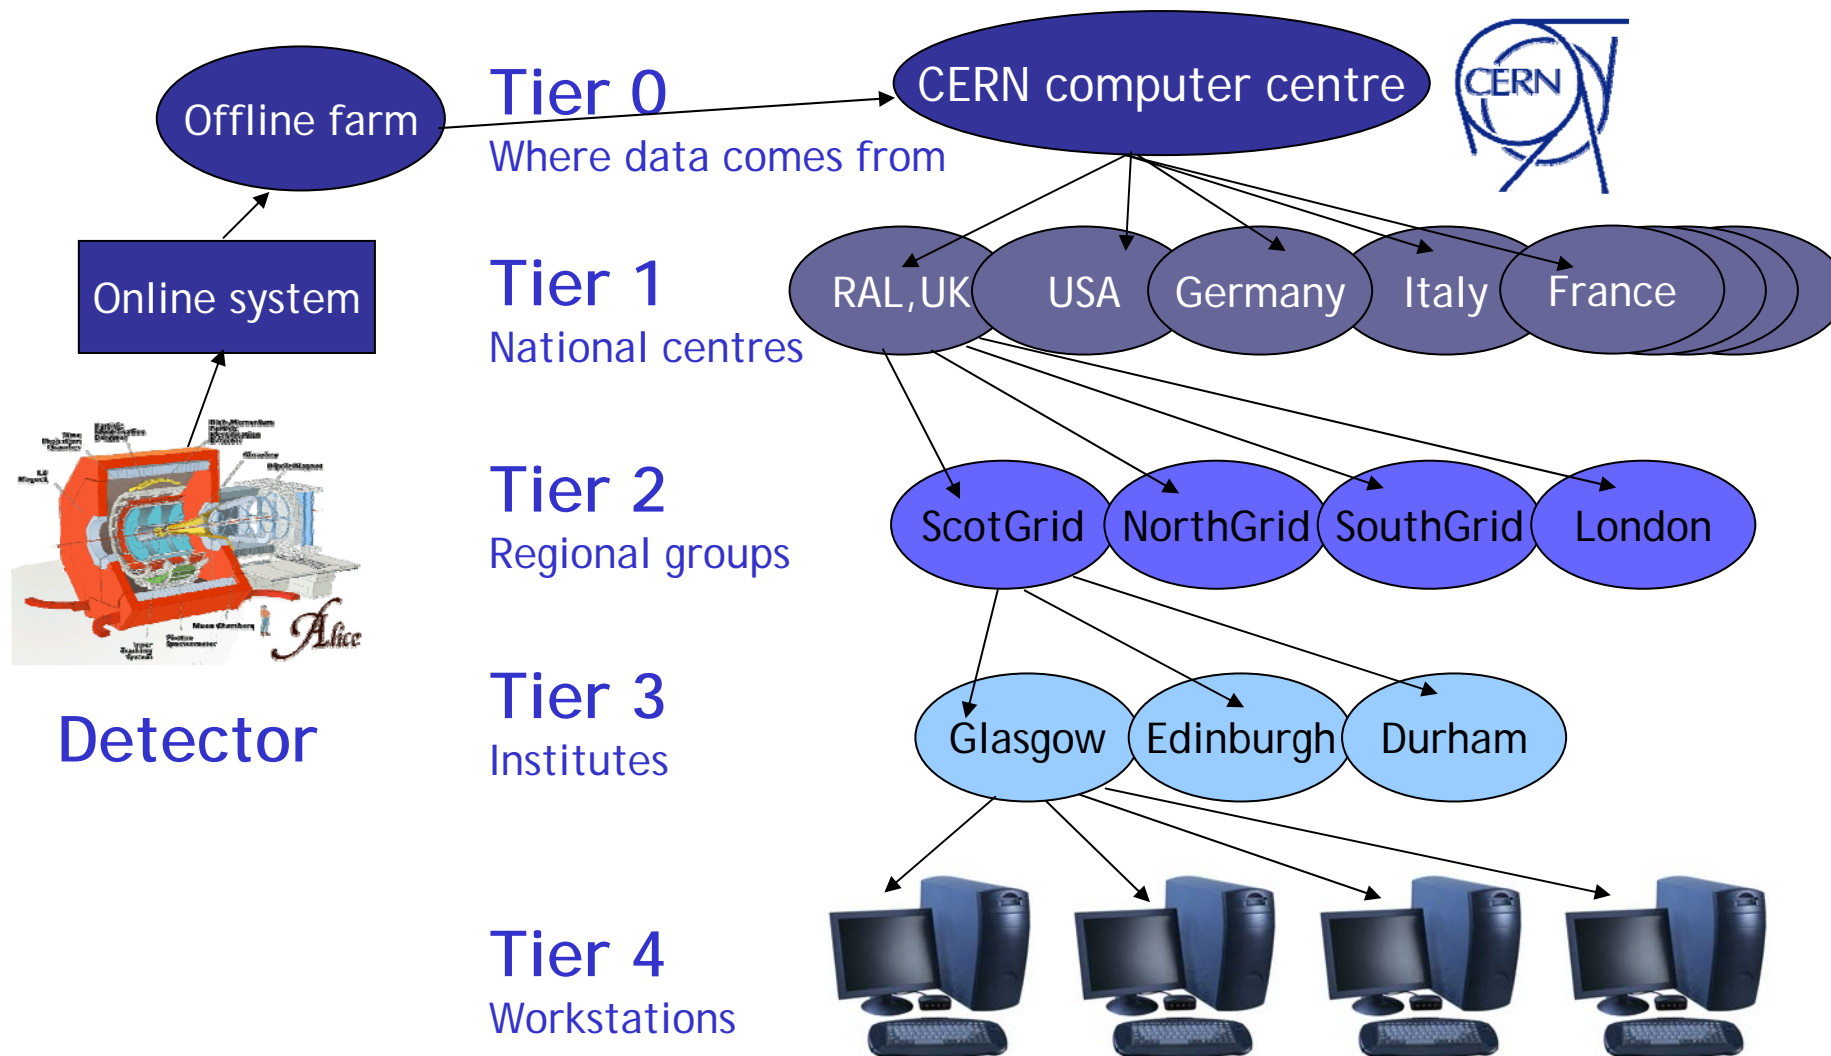 Offline farm
Tier 0
Where data comes from
CERN computer centre
CERN
Online system
Tier 1
National centres
RAL,UK
USA
Germany
Italy
France
Tier 2
Regional groups
ScotGrid
NorthGrid
SouthGrid
London
Alice
Detector
Tier 3
Institutes
Glasgow
Edinburgh
Durham
Tier 4
Workstations